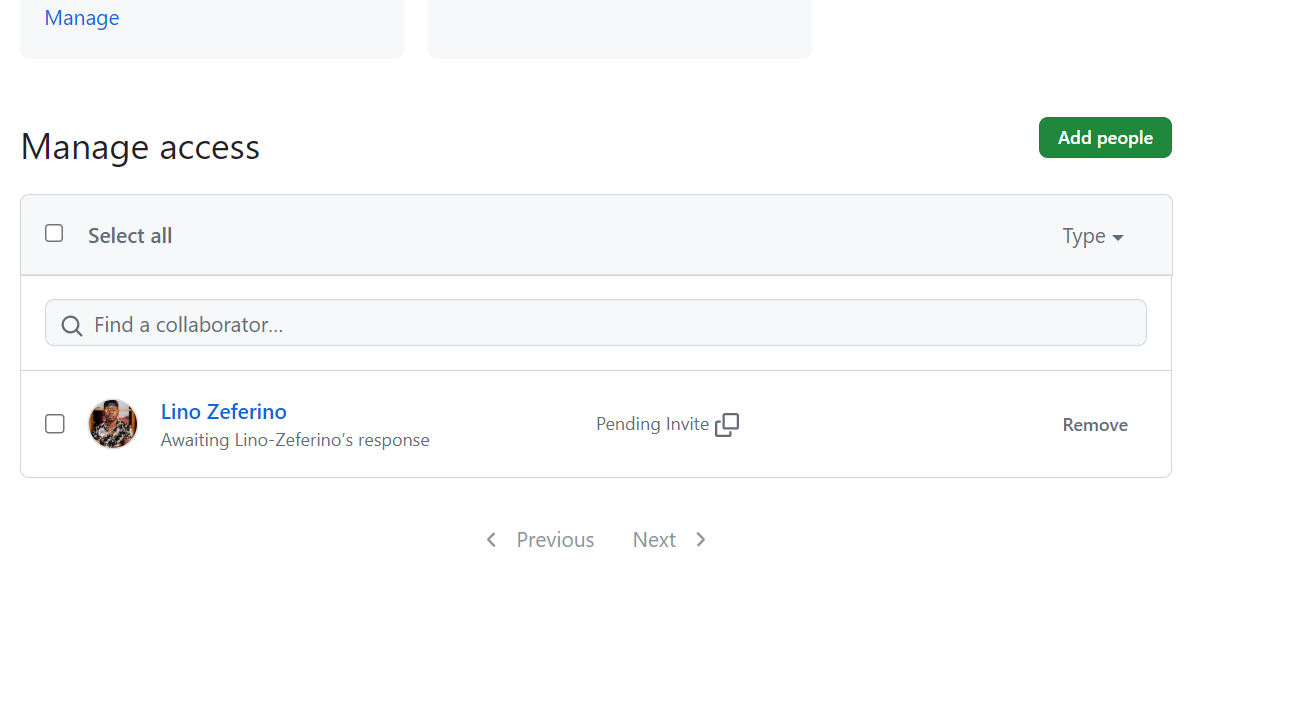 Manage
Manage access
Add people
Select all
Type
Find a collaborator...
Lino Zeferino
Awaiting Lino-Zeferino’s response
Pending Invite
Remove
Previous
Next